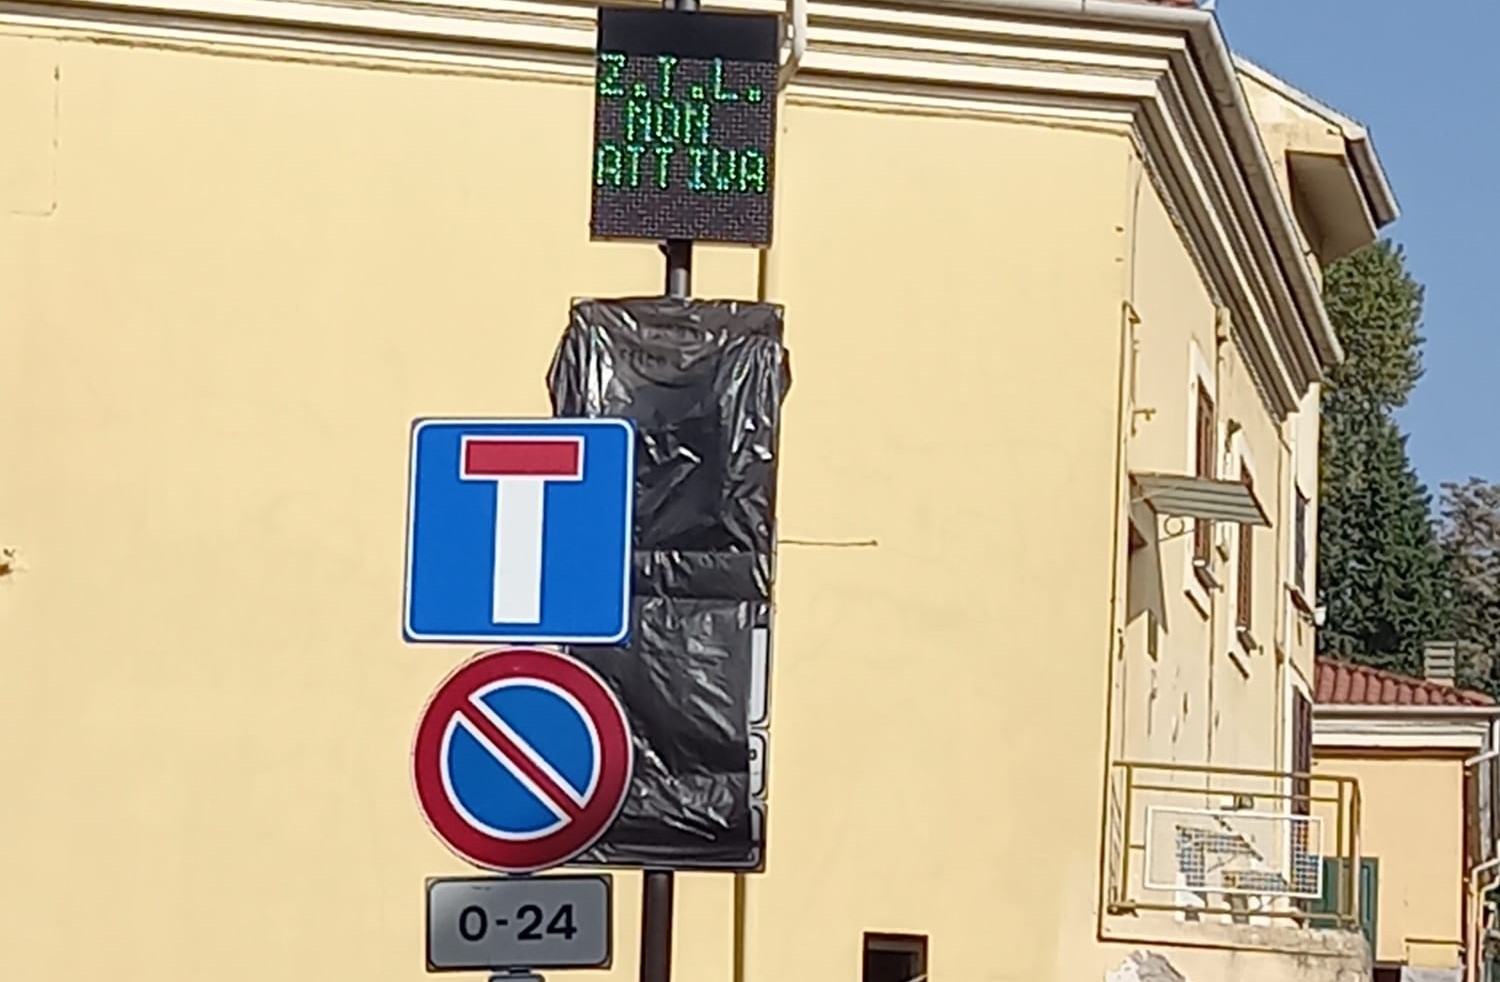 Z.T.L.
NON
ATTIVA
0-24